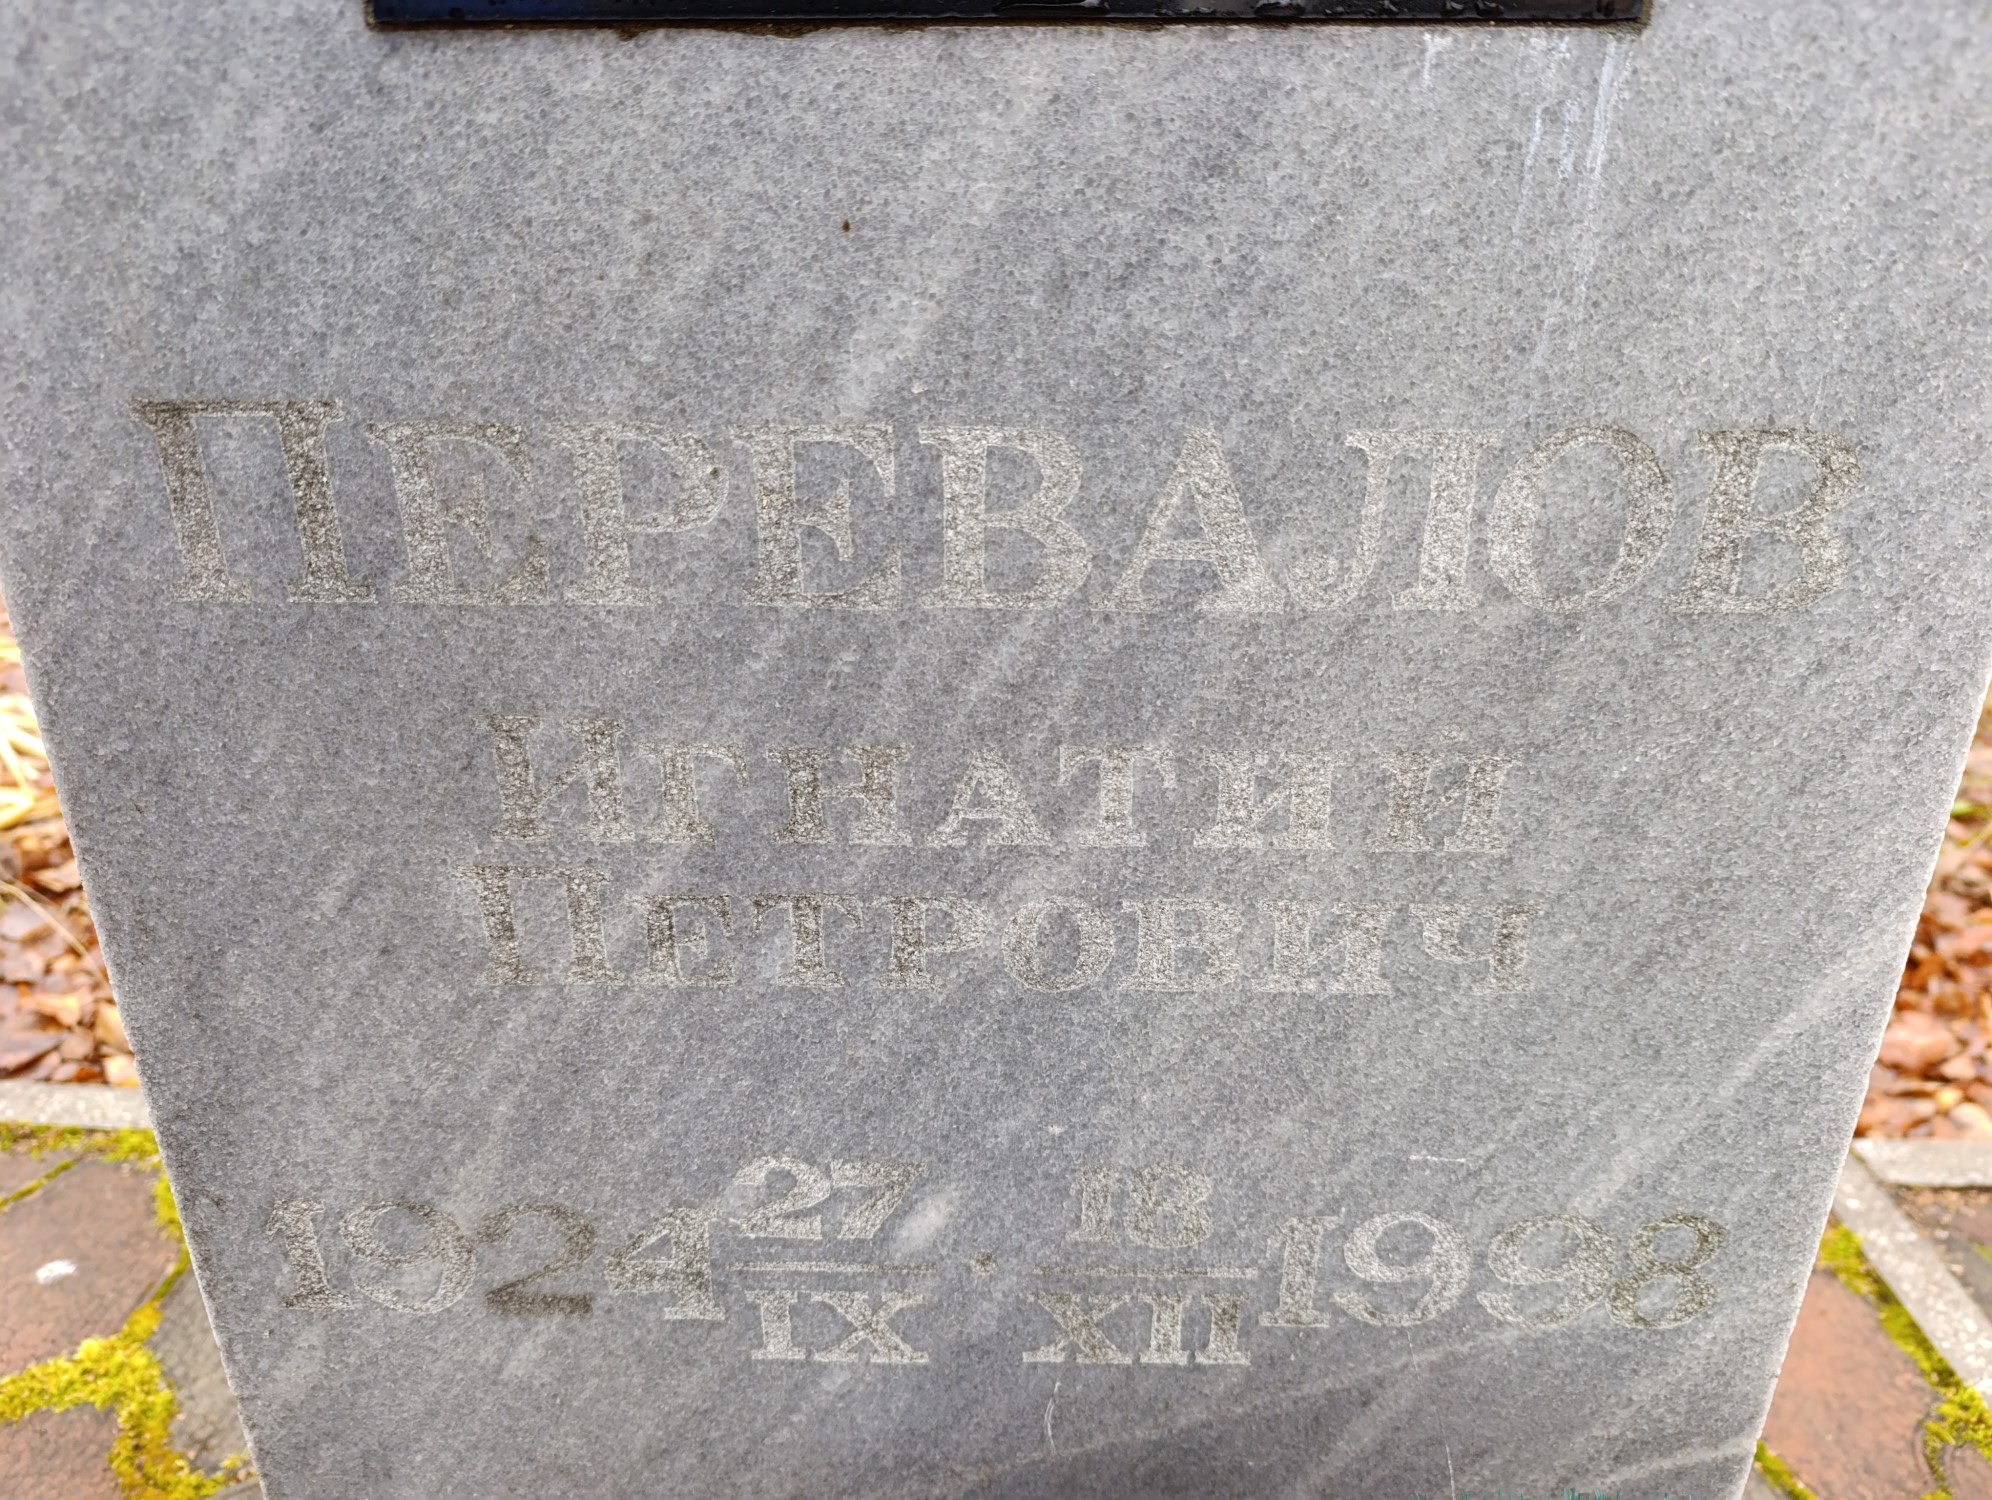 ПЕРЕВАЛОВ
ИГНАТИЙ
ПЕТРОВИЧ
1924 27/IX · 18/XII 1998